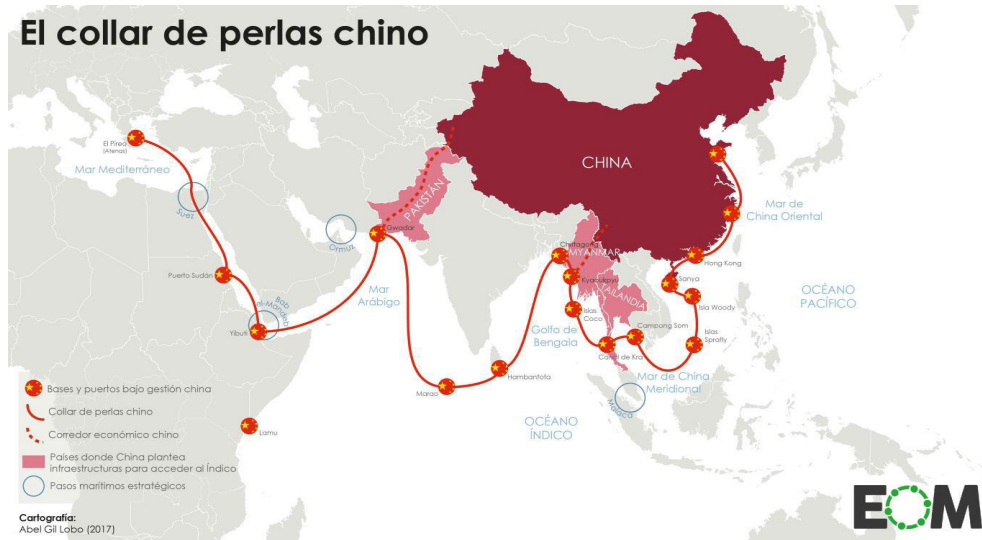 El collar de perlas chino
El Pireo
(Atenas)
Mar Mediterráneo
Suez
Ormuz
PAKISTÁN
Gwadar
CHINA
Mar de
China Oriental
Chittagong
MYANMAR
Kyaoukpyu
Hong Kong
Sanya
Puerto Sudán
Bab
el-Mandeb
Mar
Arábigo
TAILANDIA
Isla Woody
OCÉANO
PACÍFICO
Islas
Coco
Yibuti
Golfo de
Bengala
Campong Som
Islas
Spratly
Canal de Kra
Hambantota
Mar de China
Meridional
Marao
Malaca
OCÉANO
ÍNDICO
Lamu
Bases y puertos bajo gestión china
Collar de perlas chino
Corredor económico chino
Países donde China plantea
infraestructuras para acceder al Índico
Pasos marítimos estratégicos
Cartografía:
Abel Gil Lobo (2017)
EOM